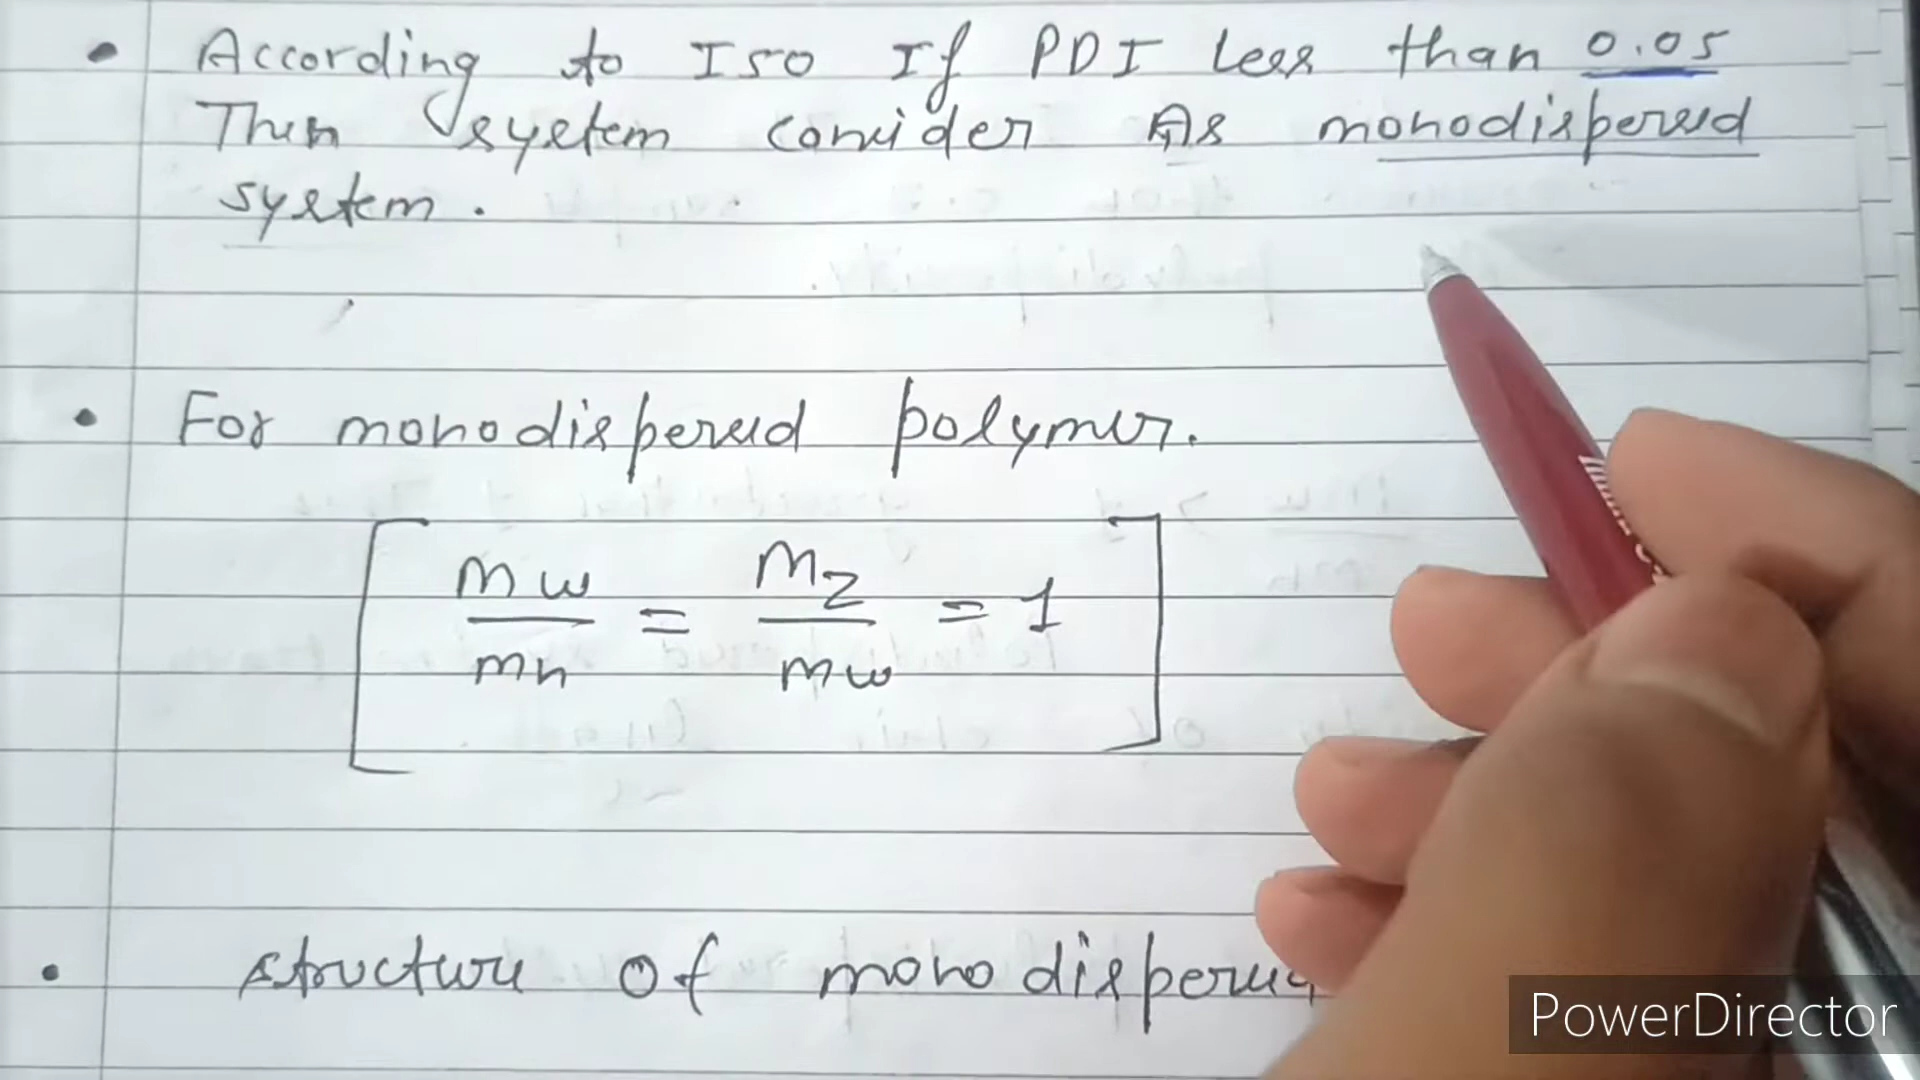 • According to ISO If PDI Less than 0.05
Then system consider As monodispersed
system.
• For monodispersed polymer.
[ mw/mn = Mz/mw = 1 ]
• structure of mono
PowerDirector